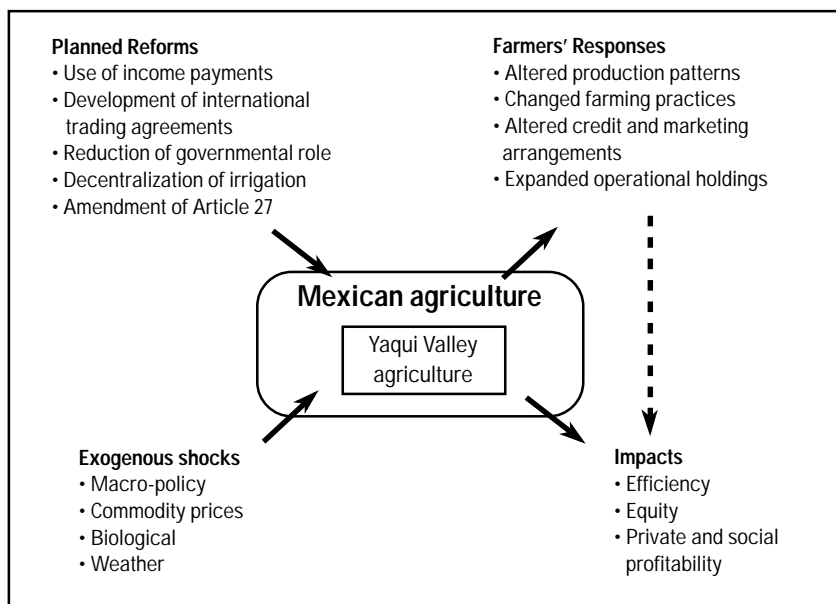 Planned Reforms
• Use of income payments
• Development of international
trading agreements
• Reduction of governmental role
• Decentralization of irrigation
• Amendment of Article 27
Farmers' Responses
• Altered production patterns
• Changed farming practices
• Altered credit and marketing
arrangements
• Expanded operational holdings
Mexican agriculture
Yaqui Valley
agriculture
Exogenous shocks
• Macro-policy
• Commodity prices
• Biological
• Weather
Impacts
• Efficiency
• Equity
• Private and social
profitability